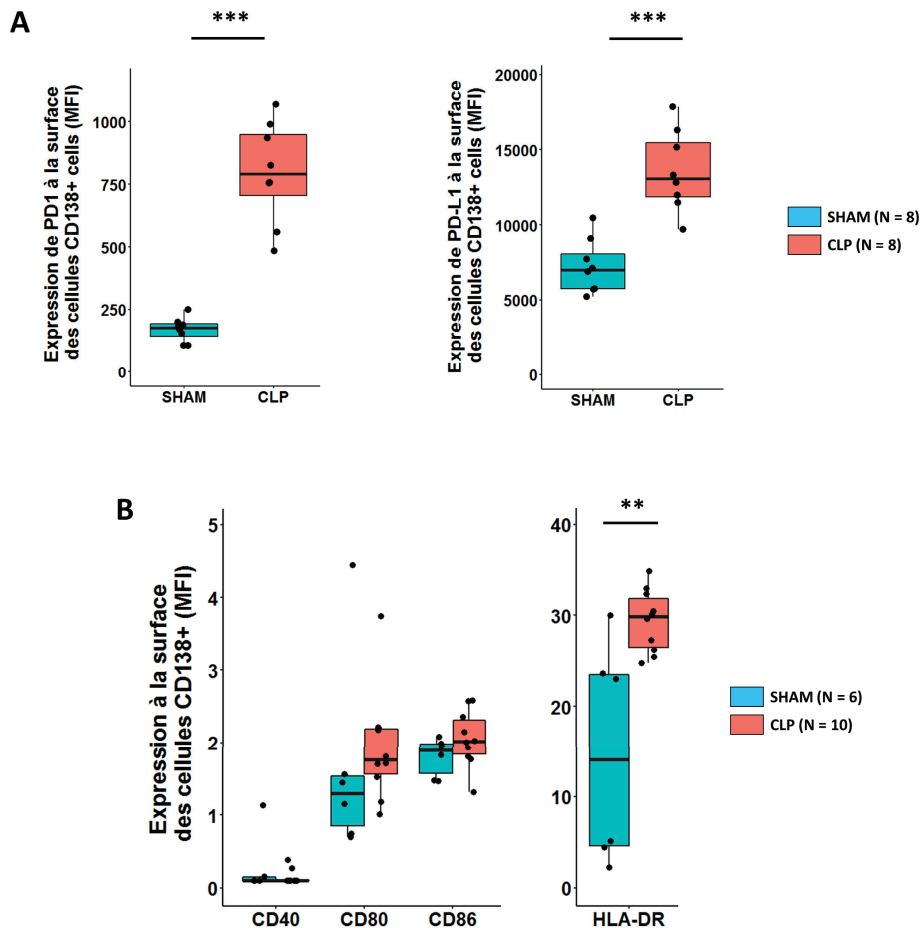 A
***
***
Expression de PD1 à la surface
des cellules CD138+ cells (MFI)
1000
750
500
250
0
SHAM
CLP
Expression de PD-L1 à la surface
des cellules CD138+ cells (MFI)
20000
15000
10000
5000
0
SHAM
CLP
SHAM (N = 8)
CLP (N = 8)
B
Expression à la surface
des cellules CD138+ (MFI)
5
4
3
2
1
0
CD40
CD80
CD86
**
40
30
20
10
0
HLA-DR
SHAM (N = 6)
CLP (N = 10)